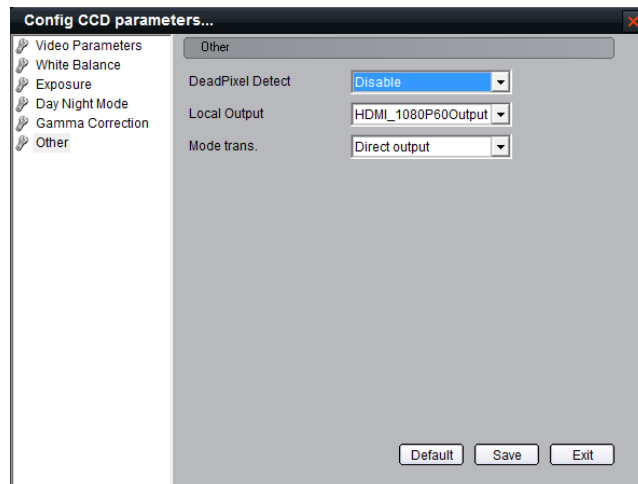 Config CCD parameters...
Video Parameters
White Balance
Exposure
Day Night Mode
Gamma Correction
Other
Other
DeadPixel Detect
Disable
Local Output
HDMI_1080P60Output
Mode trans.
Direct output
Default
Save
Exit